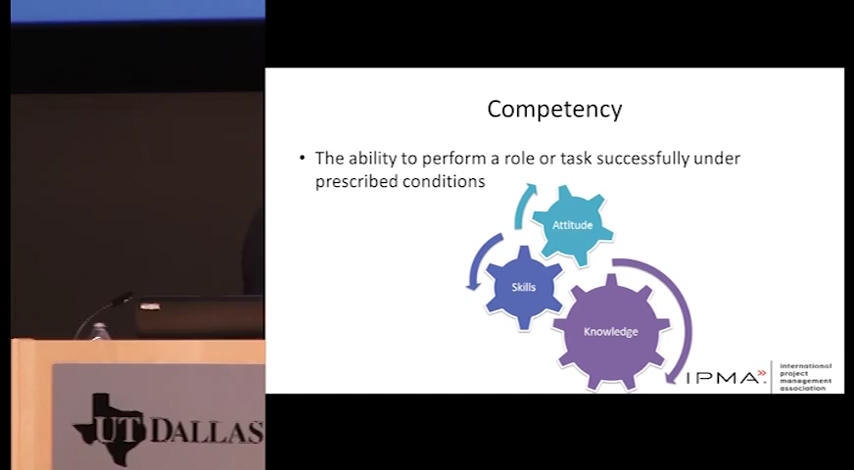 Competency
• The ability to perform a role or task successfully under
prescribed conditions
Attitude
Skills
Knowledge
IPMA
international
project
management
association
UT DALLAS